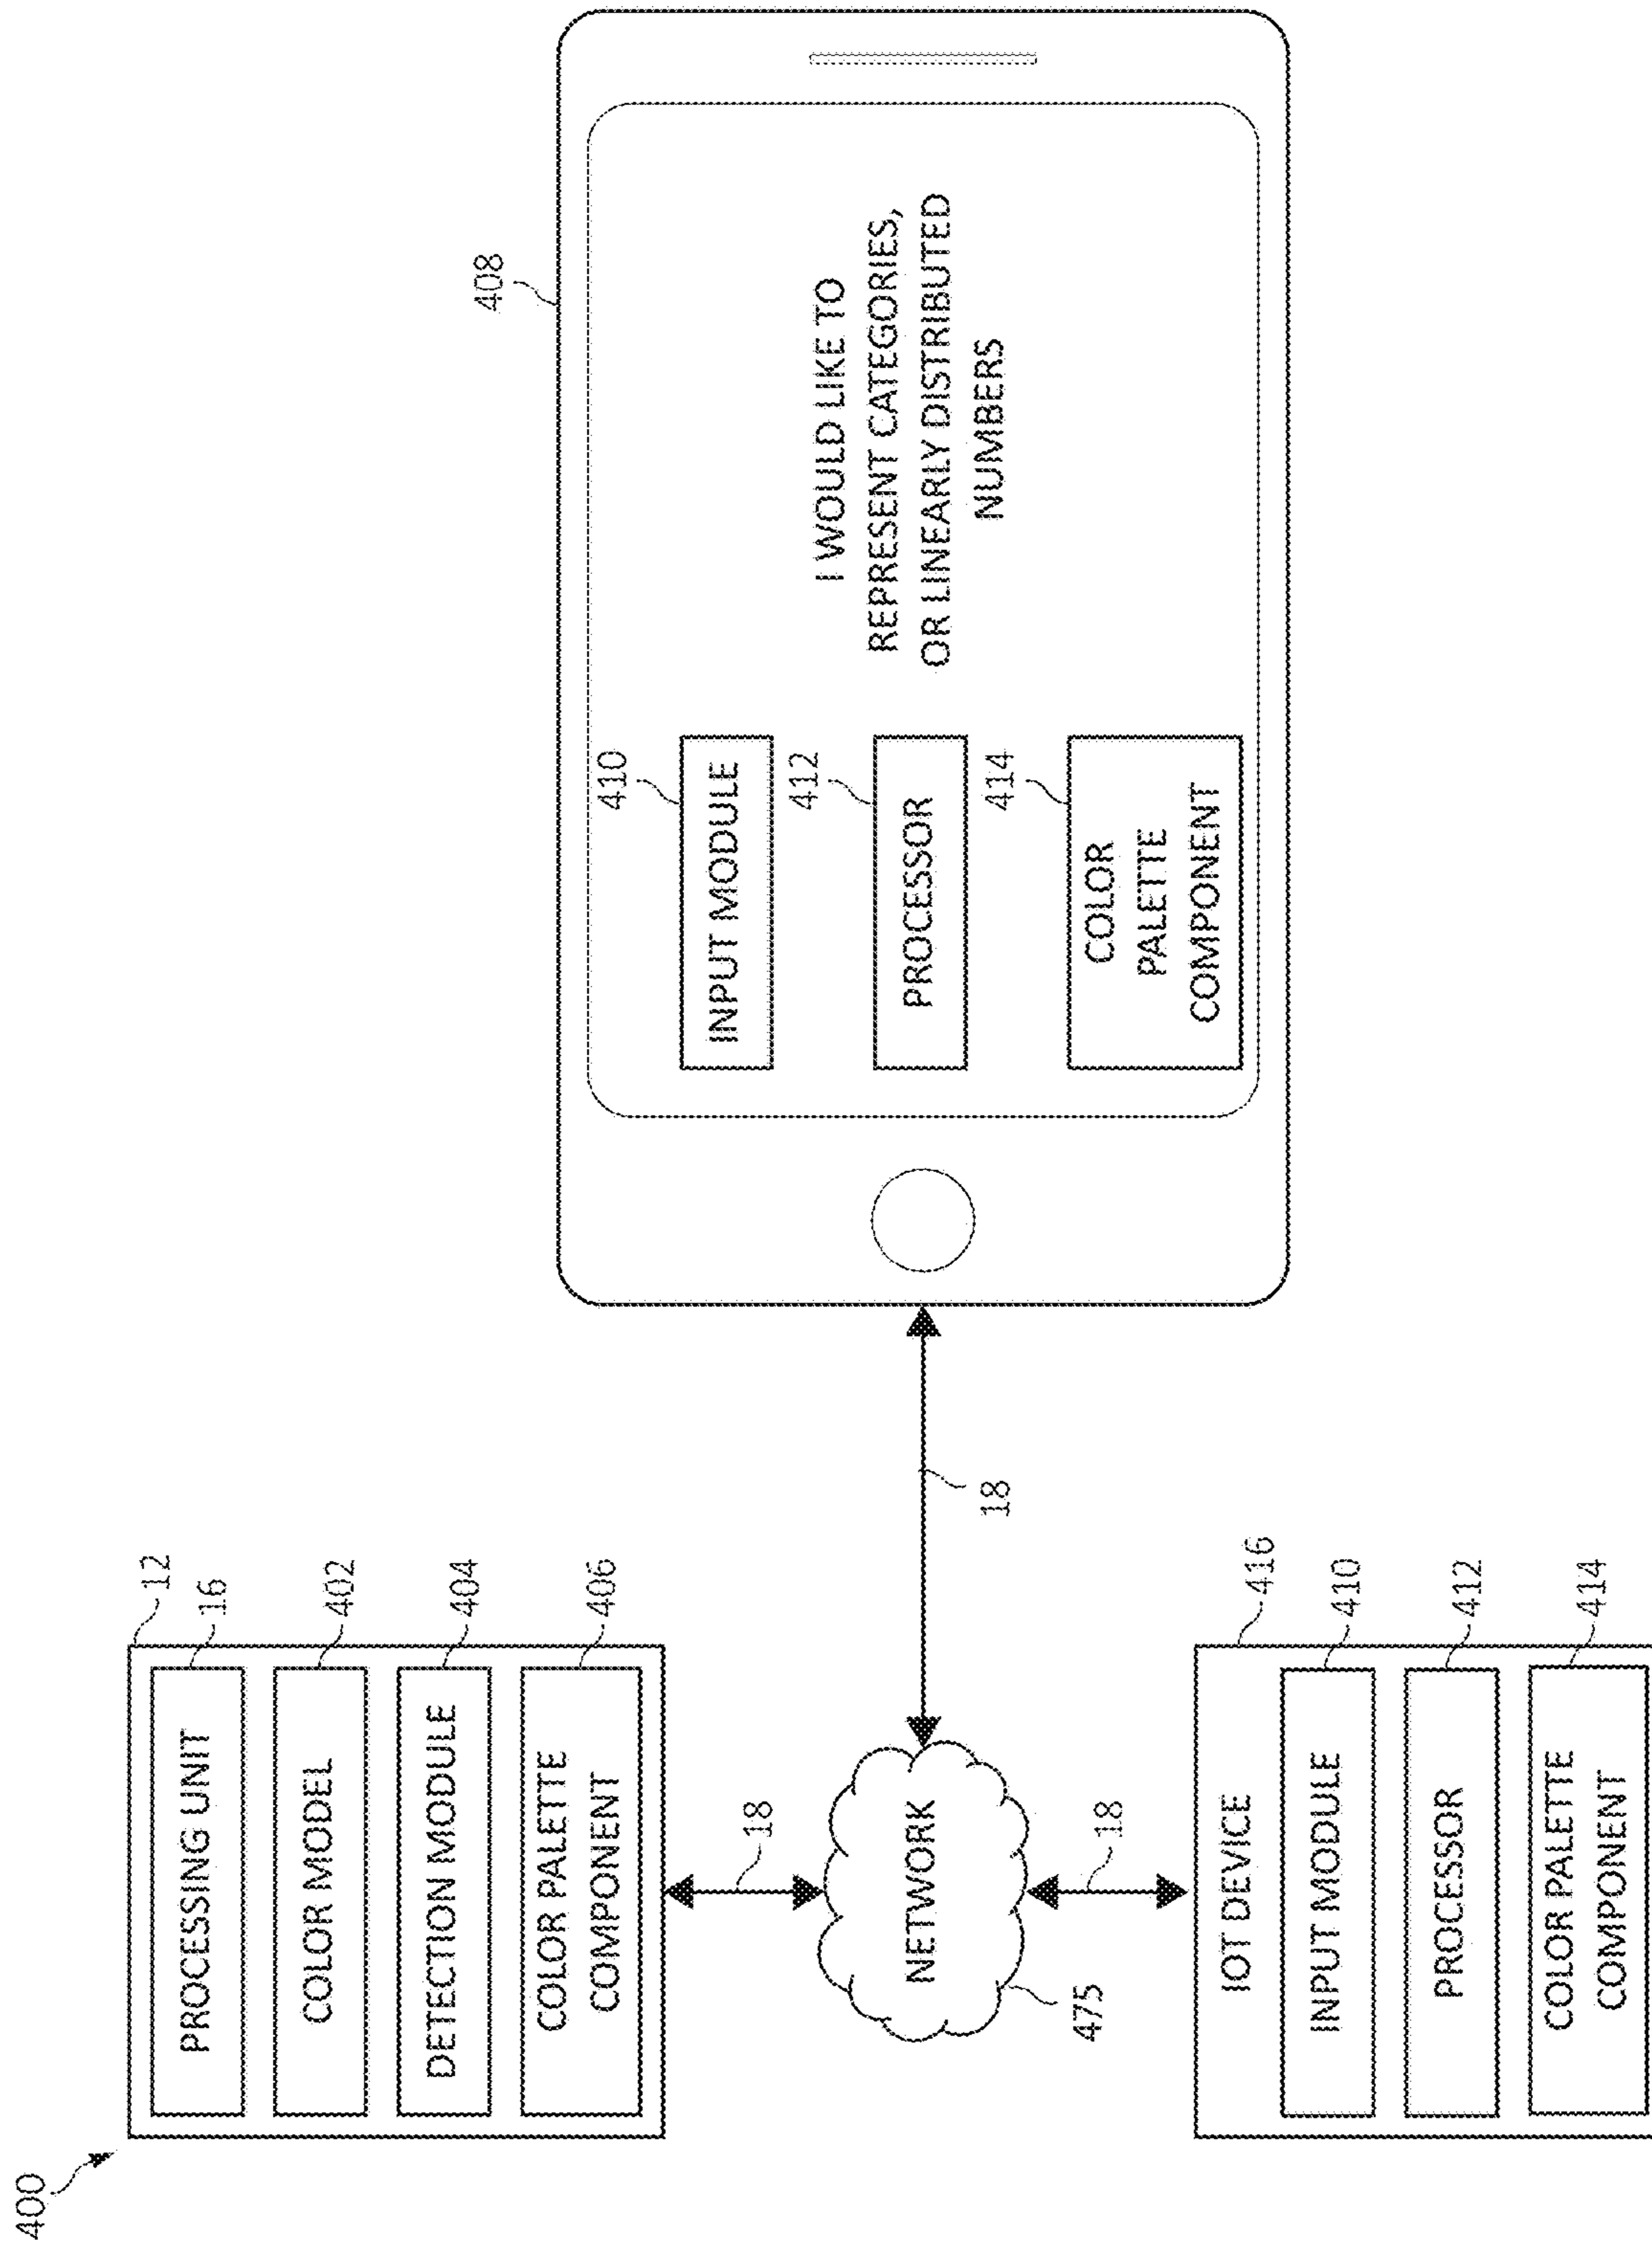 400
12
PROCESSING UNIT
16
COLOR MODEL
402
DETECTION MODULE
404
COLOR PALETTE
COMPONENT
406
18
NETWORK
475
18
18
IOT DEVICE
416
INPUT MODULE
410
PROCESSOR
412
COLOR PALETTE
COMPONENT
414
408
410
INPUT MODULE
412
PROCESSOR
414
COLOR
PALETTE
COMPONENT
I WOULD LIKE TO
REPRESENT CATEGORIES,
OR LINEARLY DISTRIBUTED
NUMBERS